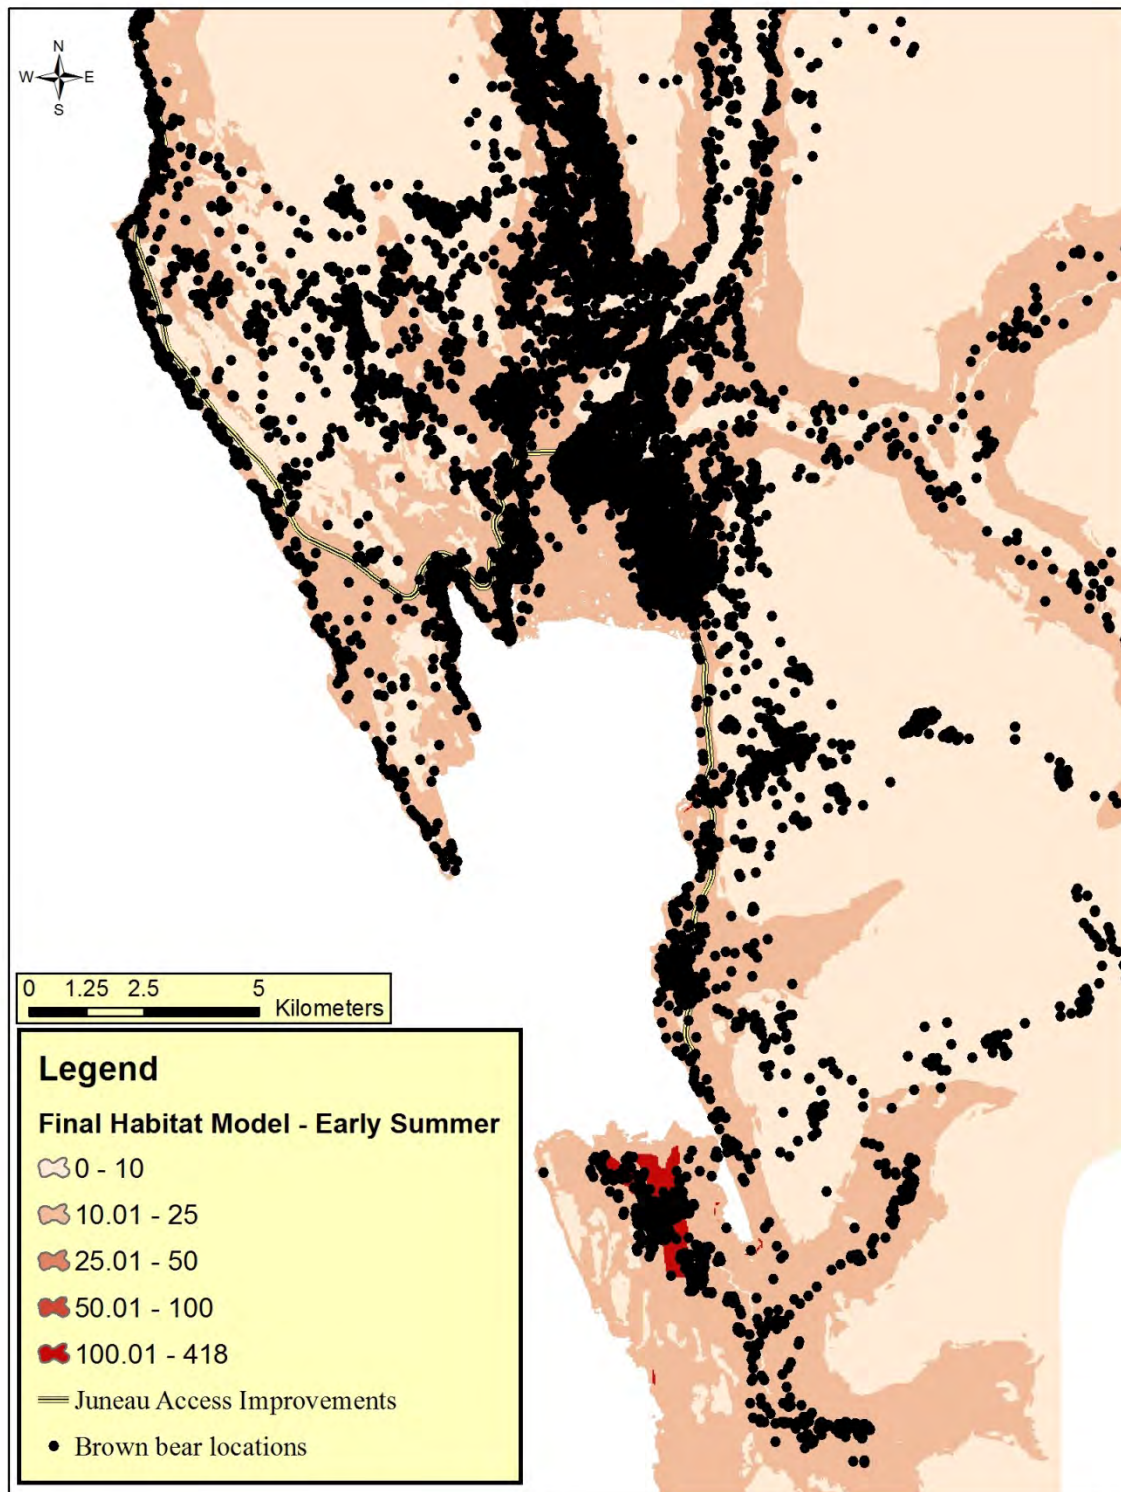 N
W E
S
0 1.25 2.5 5
Kilometers
Legend
Final Habitat Model - Early Summer
0 - 10
10.01 - 25
25.01 - 50
50.01 - 100
100.01 - 418
Juneau Access Improvements
Brown bear locations